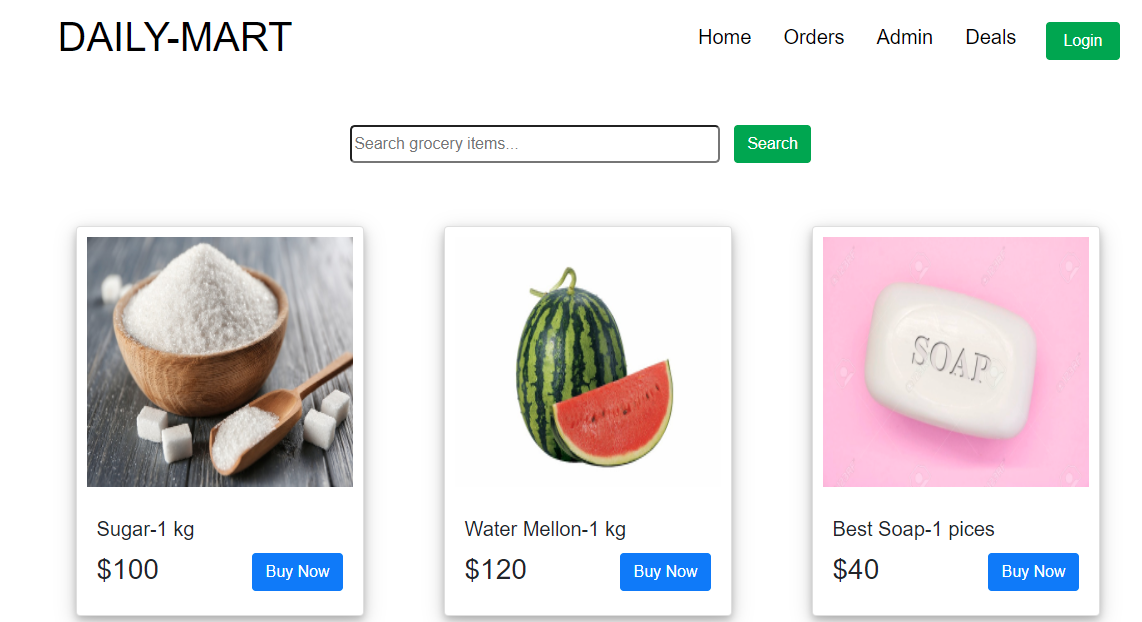 DAILY-MART
Home Orders Admin Deals Login
Search grocery items... Search
SOAP
Sugar-1 kg
$100 Buy Now
Water Mellon-1 kg
$120 Buy Now
Best Soap-1 pices
$40 Buy Now